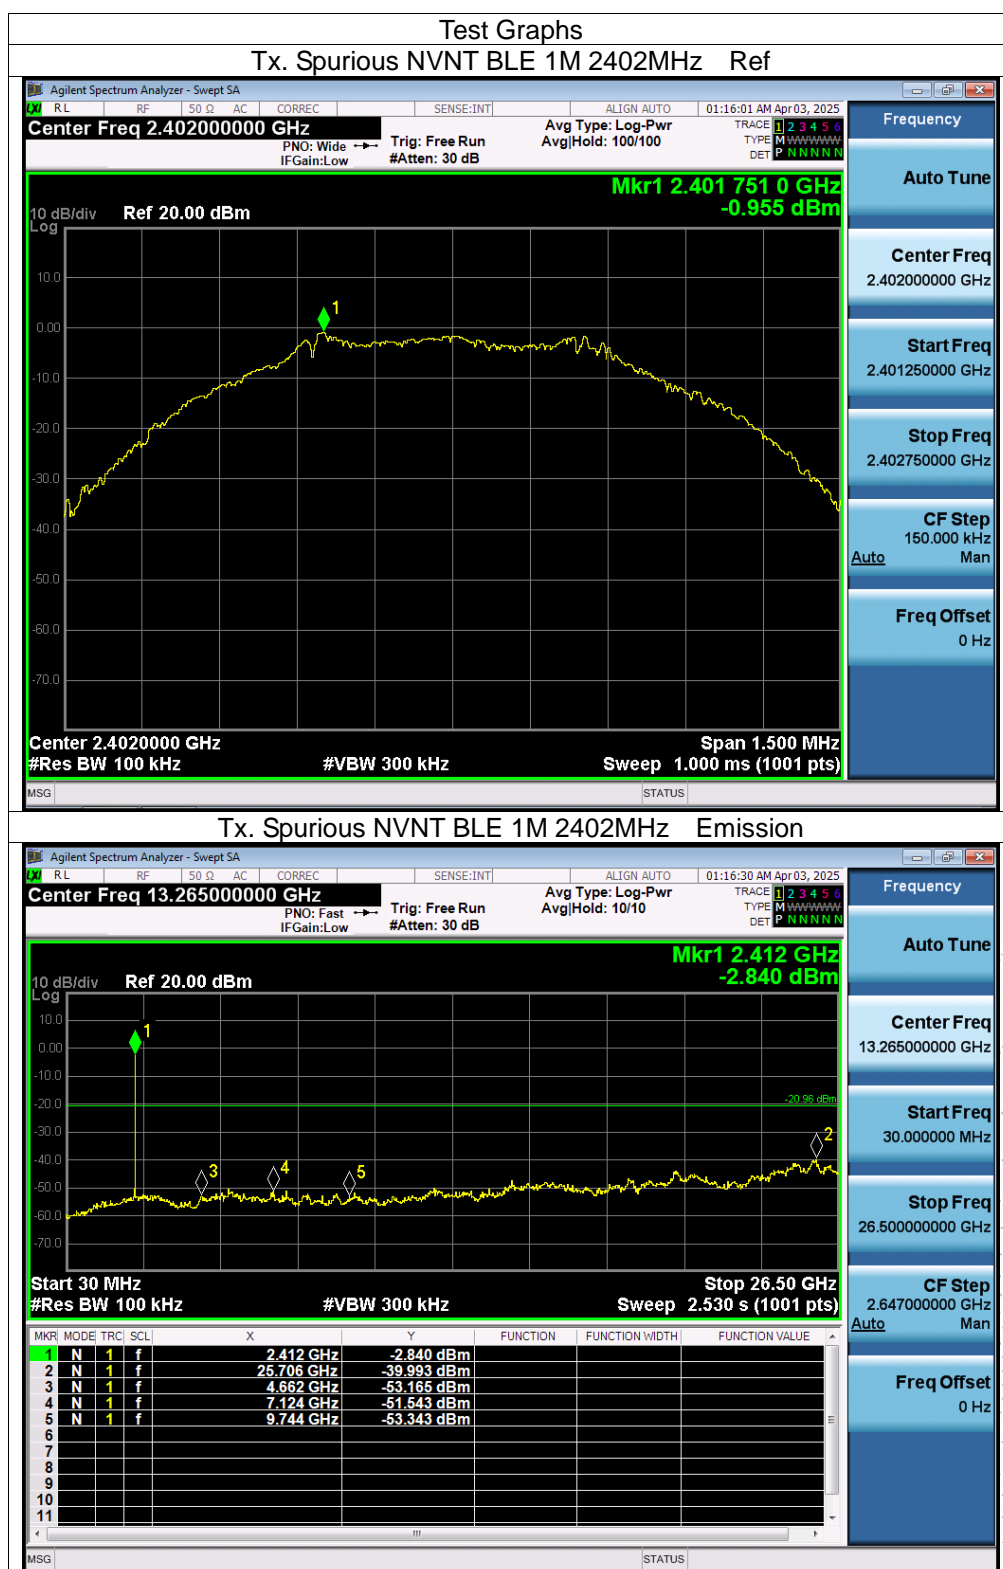 Test Graphs
Tx. Spurious NVNT BLE 1M 2402MHz Ref
Agilent Spectrum Analyzer - Swept SA
LXI RL RF 50 Ω AC CORREC SENSE:INT ALIGN AUTO 01:16:01 AM Apr 03, 2025
Center Freq 2.402000000 GHz
PNO: Wide
IFGain:Low
Trig: Free Run
#Atten: 30 dB
Avg Type: Log-Pwr
Avg|Hold: 100/100
TRACE 1 2 3 4 5 6
TYPE M WWWWW
DET P N N N N N
Mkr1 2.401 751 0 GHz
-0.955 dBm
10 dB/div Ref 20.00 dBm
Log
1
10.0
0.00
-10.0
-20.0
-30.0
-40.0
-50.0
-60.0
-70.0
Center 2.4020000 GHz Span 1.500 MHz
#Res BW 100 kHz #VBW 300 kHz Sweep 1.000 ms (1001 pts)
MSG STATUS
Frequency
Auto Tune
Center Freq
2.402000000 GHz
Start Freq
2.401250000 GHz
Stop Freq
2.402750000 GHz
CF Step
150.000 kHz
Auto Man
Freq Offset
0 Hz
Tx. Spurious NVNT BLE 1M 2402MHz Emission
Agilent Spectrum Analyzer - Swept SA
LXI RL RF 50 Ω AC CORREC SENSE:INT ALIGN AUTO 01:16:30 AM Apr 03, 2025
Center Freq 13.265000000 GHz
PNO: Fast
IFGain:Low
Trig: Free Run
#Atten: 30 dB
Avg Type: Log-Pwr
Avg|Hold: 10/10
TRACE 1 2 3 4 5 6
TYPE M WWWWW
DET P N N N N N
Mkr1 2.412 GHz
-2.840 dBm
10 dB/div Ref 20.00 dBm
Log
10.0
0.00
-10.0
-20.0
-30.0
-40.0
-50.0
-60.0
-70.0
1
-20.96 dBm
2
3
4
5
Start 30 MHz Stop 26.50 GHz
#Res BW 100 kHz #VBW 300 kHz Sweep 2.530 s (1001 pts)
MKR MODE TRC SCL X Y FUNCTION FUNCTION WIDTH FUNCTION VALUE
1 N 1 f 2.412 GHz -2.840 dBm
2 N 1 f 25.706 GHz -39.993 dBm
3 N 1 f 4.662 GHz -53.165 dBm
4 N 1 f 7.124 GHz -51.543 dBm
5 N 1 f 9.744 GHz -53.343 dBm
6
7
8
9
10
11
MSG STATUS
Frequency
Auto Tune
Center Freq
13.265000000 GHz
Start Freq
30.000000 MHz
Stop Freq
26.500000000 GHz
CF Step
2.647000000 GHz
Auto Man
Freq Offset
0 Hz